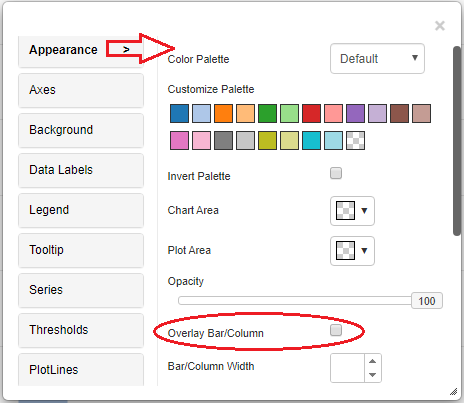 ×
Appearance >
Axes
Background
Data Labels
Legend
Tooltip
Series
Thresholds
PlotLines
Color Palette Default
Customize Palette
Invert Palette
Chart Area
Plot Area
Opacity
100
Overlay Bar/Column
Bar/Column Width